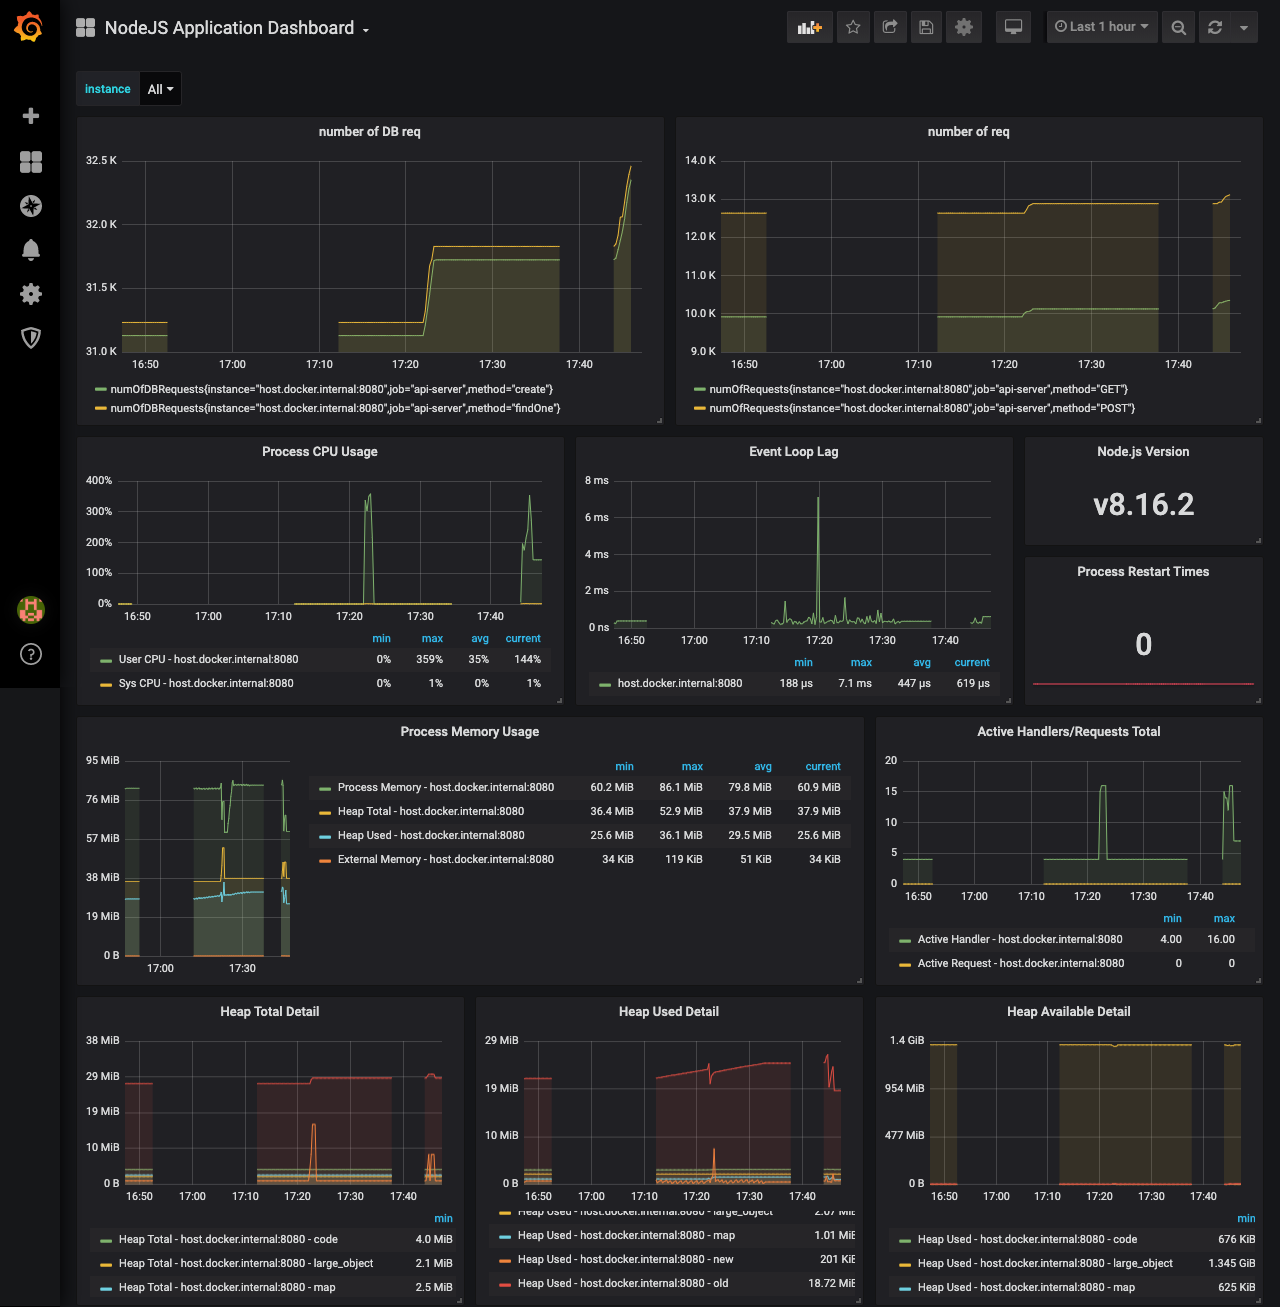 NodeJS Application Dashboard
Last 1 hour
instance All
number of DB req
32.5 K
32.0 K
31.5 K
31.0 K
16:50 17:00 17:10 17:20 17:30 17:40
numOfDBRequests{instance="host.docker.internal:8080",job="api-server",method="create"}
numOfDBRequests{instance="host.docker.internal:8080",job="api-server",method="findOne"}
number of req
14.0 K
13.0 K
12.0 K
11.0 K
10.0 K
9.0 K
16:50 17:00 17:10 17:20 17:30 17:40
numOfRequests{instance="host.docker.internal:8080",job="api-server",method="GET"}
numOfRequests{instance="host.docker.internal:8080",job="api-server",method="POST"}
Process CPU Usage
400%
300%
200%
100%
0%
16:50 17:00 17:10 17:20 17:30 17:40
min max avg current
User CPU - host.docker.internal:8080 0% 359% 35% 144%
Sys CPU - host.docker.internal:8080 0% 1% 0% 1%
Event Loop Lag
8 ms
6 ms
4 ms
2 ms
0 ns
16:50 17:00 17:10 17:20 17:30 17:40
min max avg current
host.docker.internal:8080 188 µs 7.1 ms 447 µs 619 µs
Node.js Version
v8.16.2
Process Restart Times
0
Process Memory Usage
95 MiB
76 MiB
57 MiB
38 MiB
19 MiB
0 B
17:00 17:30
min max avg current
Process Memory - host.docker.internal:8080 60.2 MiB 86.1 MiB 79.8 MiB 60.9 MiB
Heap Total - host.docker.internal:8080 36.4 MiB 52.9 MiB 37.9 MiB 37.9 MiB
Heap Used - host.docker.internal:8080 25.6 MiB 36.1 MiB 29.5 MiB 25.6 MiB
External Memory - host.docker.internal:8080 34 KiB 119 KiB 51 KiB 34 KiB
Active Handlers/Requests Total
20
15
10
5
0
16:50 17:00 17:10 17:20 17:30 17:40
min max
Active Handler - host.docker.internal:8080 4.00 16.00
Active Request - host.docker.internal:8080 0 0
Heap Total Detail
38 MiB
29 MiB
19 MiB
10 MiB
0 B
16:50 17:00 17:10 17:20 17:30 17:40
min
Heap Total - host.docker.internal:8080 - code 4.0 MiB
Heap Total - host.docker.internal:8080 - large_object 2.1 MiB
Heap Total - host.docker.internal:8080 - map 2.5 MiB
Heap Used Detail
29 MiB
19 MiB
10 MiB
0 B
16:50 17:00 17:10 17:20 17:30 17:40
Heap Used - host.docker.internal:8080 - large_object 2.07 MiB
Heap Used - host.docker.internal:8080 - map 1.01 MiB
Heap Used - host.docker.internal:8080 - new 201 KiB
Heap Used - host.docker.internal:8080 - old 18.72 MiB
Heap Available Detail
1.4 GiB
954 MiB
477 MiB
0 B
16:50 17:00 17:10 17:20 17:30 17:40
min
Heap Used - host.docker.internal:8080 - code 676 KiB
Heap Used - host.docker.internal:8080 - large_object 1.345 GiB
Heap Used - host.docker.internal:8080 - map 625 KiB